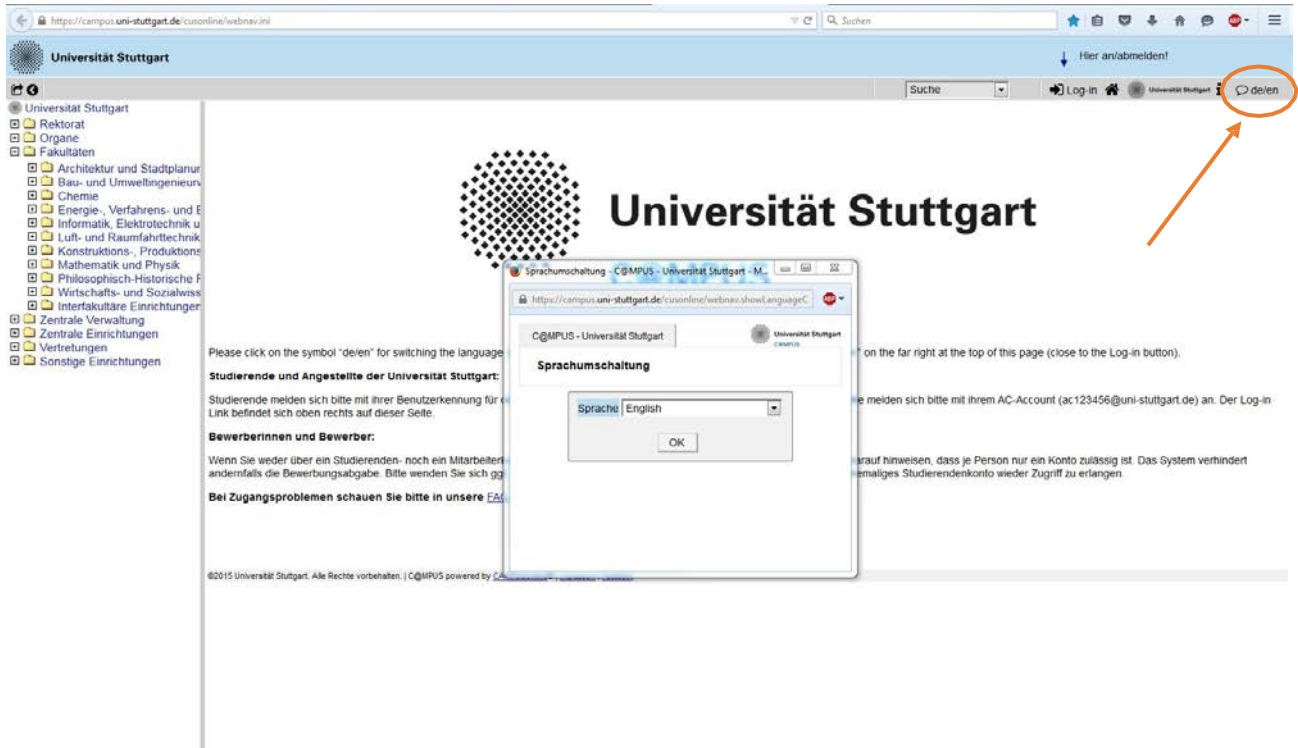 https://campus.uni-stuttgart.de/cusonline/webnav.ini
Suchen
Universität Stuttgart
Hier an/abmelden!
Suche
Log-in
Universität Stuttgart
de/en
Universität Stuttgart
Rektorat
Organe
Fakultäten
Architektur und Stadtplanun
Bau- und Umweltingenieurv
Chemie
Energie-, Verfahrens- und E
Informatik, Elektrotechnik u
Luft- und Raumfahrttechnik
Konstruktions-, Produktions
Mathematik und Physik
Philosophisch-Historische F
Wirtschafts- und Sozialwiss
Interfakultäre Einrichtungen
Zentrale Verwaltung
Zentrale Einrichtungen
Vertretungen
Sonstige Einrichtungen
Universität Stuttgart
C@MPUS
Sprachumschaltung - C@MPUS - Universität Stuttgart - M...
https://campus.uni-stuttgart.de/cusonline/webnav.showLanguageC
ABP
C@MPUS - Universität Stuttgart
Universität Stuttgart
CAMPUS
Sprachumschaltung
Sprache English
OK
Please click on the symbol "de/en" for switching the language
" on the far right at the top of this page (close to the Log-in button).
Studierende und Angestellte der Universität Stuttgart:
Studierende melden sich bitte mit ihrer Benutzerkennung für
e melden sich bitte mit ihrem AC-Account (ac123456@uni-stuttgart.de) an. Der Log-in
Link befindet sich oben rechts auf dieser Seite.
Bewerberinnen und Bewerber:
Wenn Sie weder über ein Studierenden- noch ein Mitarbeiter
arauf hinweisen, dass je Person nur ein Konto zulässig ist. Das System verhindert
andernfalls die Bewerbungsabgabe. Bitte wenden Sie sich gg
emaliges Studierendenkonto wieder Zugriff zu erlangen.
Bei Zugangsproblemen schauen Sie bitte in unsere FAQ
©2015 Universität Stuttgart. Alle Rechte vorbehalten. | C@MPUS powered by